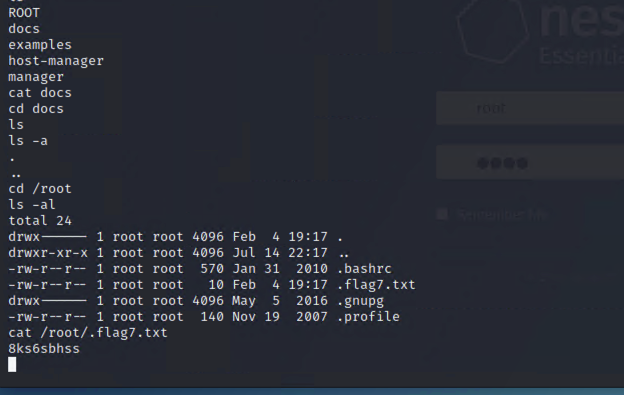 ROOT
docs
examples
host-manager
manager
cat docs
cd docs
ls
ls -a
.
..
cd /root
ls -al
total 24
drwx------ 1 root root 4096 Feb  4 19:17 .
drwxr-xr-x 1 root root 4096 Jul 14 22:17 ..
-rw-r--r-- 1 root root  570 Jan 31  2010 .bashrc
-rw-r--r-- 1 root root   10 Feb  4 19:17 .flag7.txt
drwx------ 1 root root 4096 May  5  2016 .gnupg
-rw-r--r-- 1 root root  140 Nov 19  2007 .profile
cat /root/.flag7.txt
8ks6sbhss
nes
Essentia
root
Remember Me